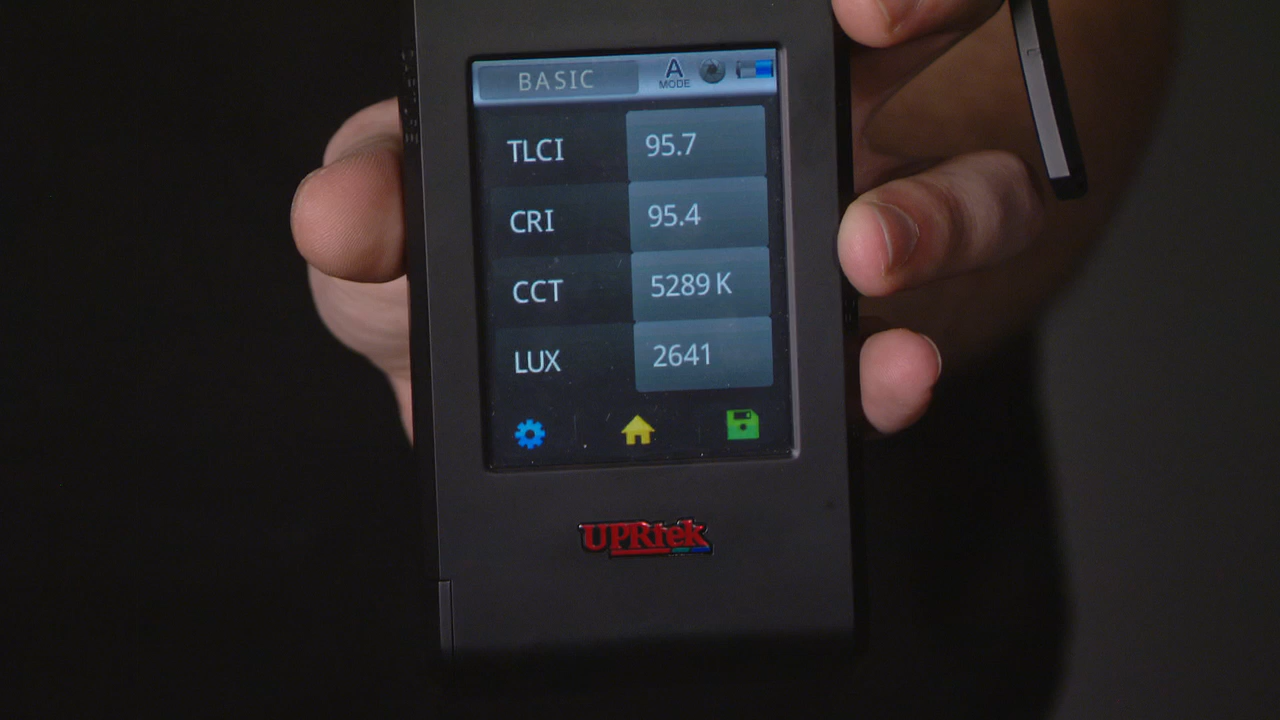 BASIC A MODE
TLCI 95.7
CRI 95.4
CCT 5289 K
LUX 2641
UPRtek